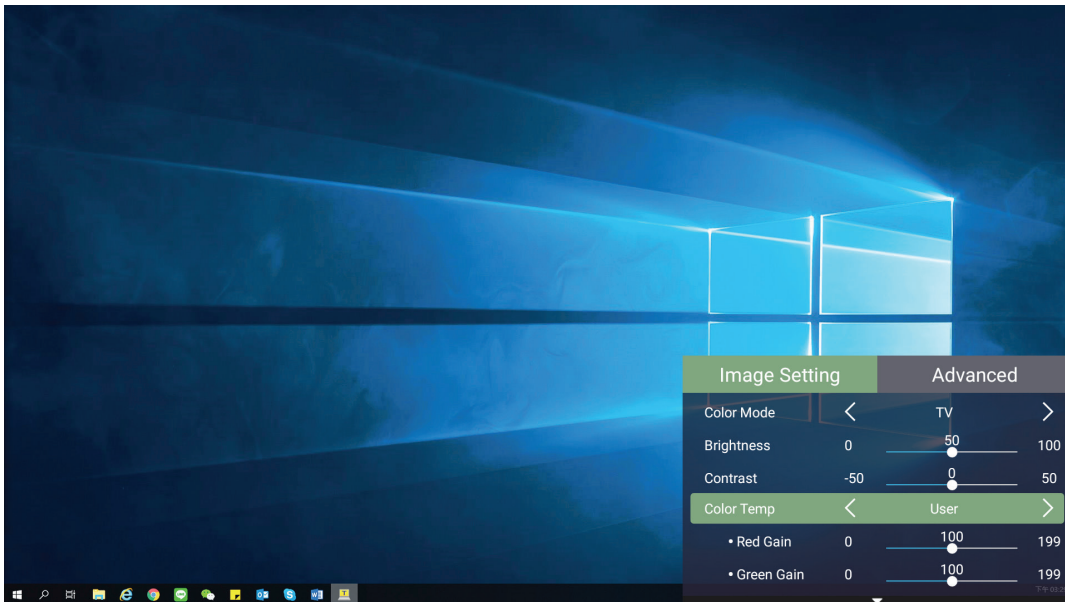 Image Setting Advanced
Color Mode TV
Brightness 0 50 100
Contrast -50 0 50
Color Temp User
• Red Gain 0 100 199
• Green Gain 0 100 199